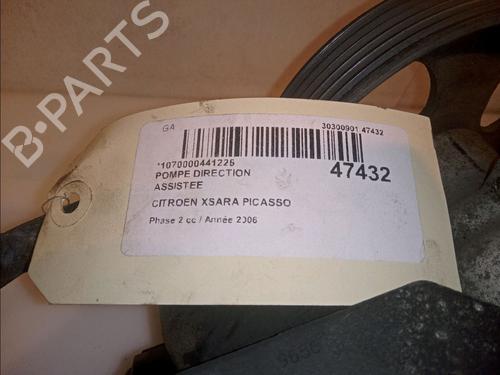 B-PARTS
GA
30300901.47432
*1070000441225
47432
POMPE DIRECTION
ASSISTEE
CITROEN XSARA PICASSO
Phase 2 cc / Année 2006